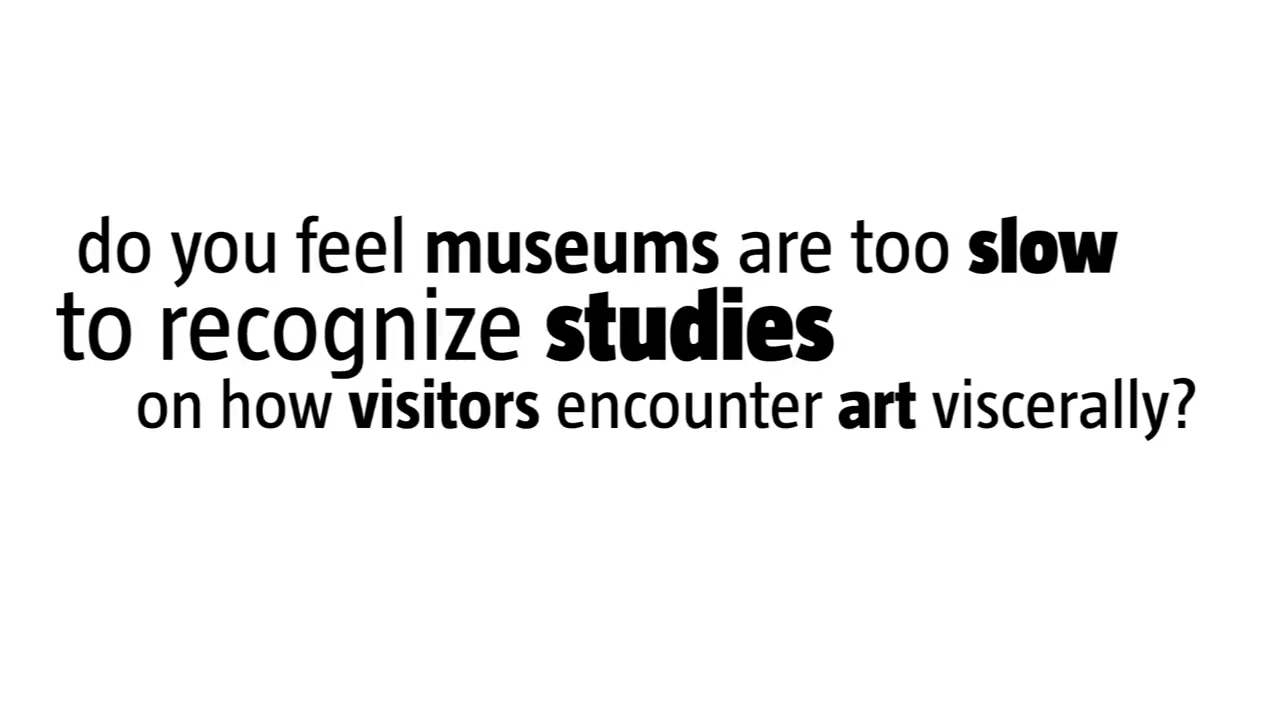 do you feel museums are too slow
to recognize studies
on how visitors encounter art viscerally?